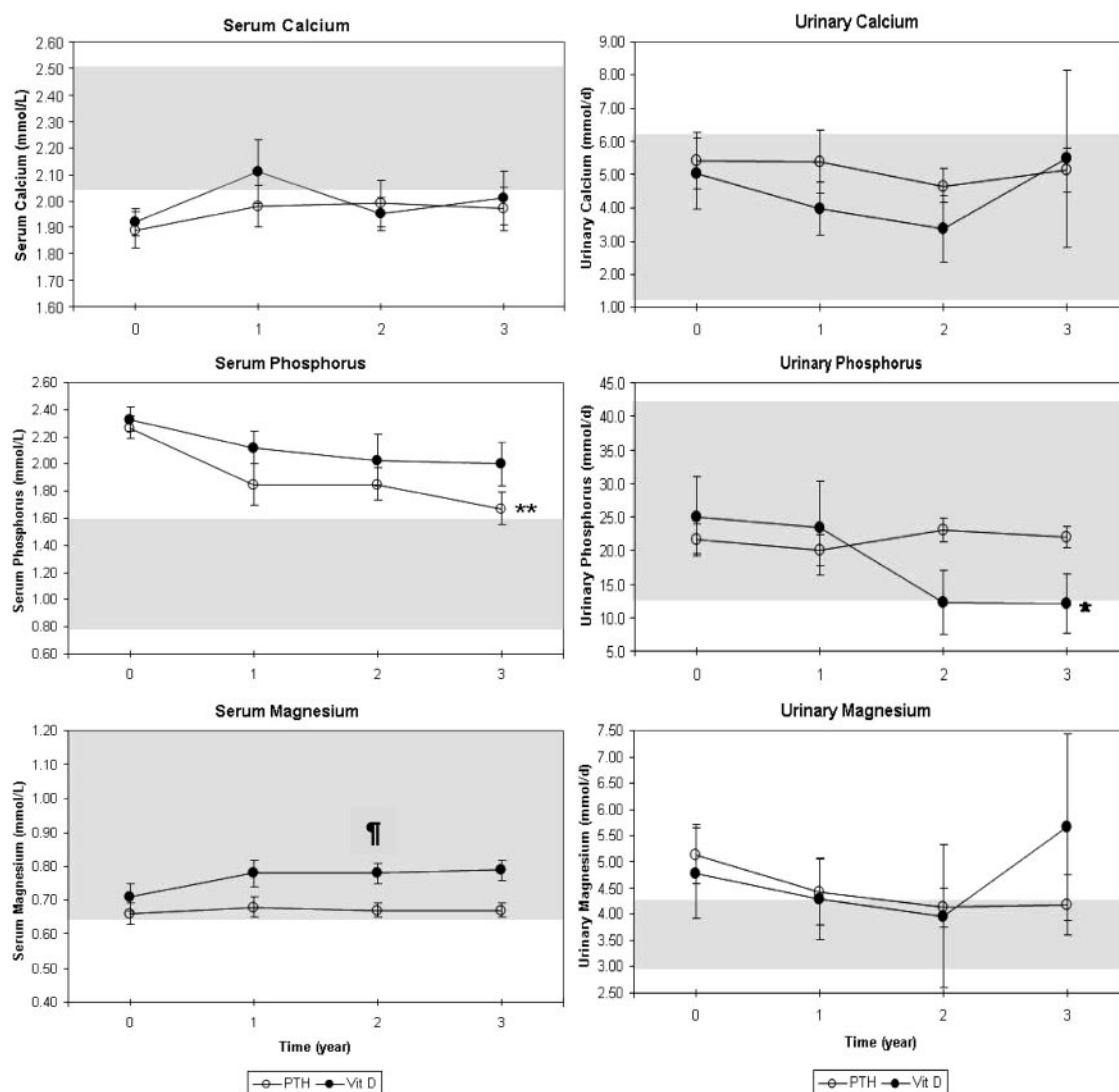 Serum Calcium
Serum Calcium (mmol/L)
2.60
2.50
2.40
2.30
2.20
2.10
2.00
1.90
1.80
1.70
1.60
0 1 2 3
Urinary Calcium
Urinary Calcium (mmol/d)
9.00
8.00
7.00
6.00
5.00
4.00
3.00
2.00
1.00
0 1 2 3
Serum Phosphorus
Serum Phosphorus (mmol/L)
2.60
2.40
2.20
2.00
1.80
1.60
1.40
1.20
1.00
0.80
0.60
**
0 1 2 3
Urinary Phosphorus
Urinary Phosphorus (mmol/d)
45.0
40.0
35.0
30.0
25.0
20.0
15.0
10.0
5.0
*
0 1 2 3
Serum Magnesium
Serum Magnesium (mmol/L)
1.20
1.10
1.00
0.90
0.80
0.70
0.60
0.50
0.40
¶
0 1 2 3
Time (year)
PTH Vit D
Urinary Magnesium
Urinary Magnesium (mmol/d)
7.50
7.00
6.50
6.00
5.50
5.00
4.50
4.00
3.50
3.00
2.50
0 1 2 3
Time (year)
PTH Vit D